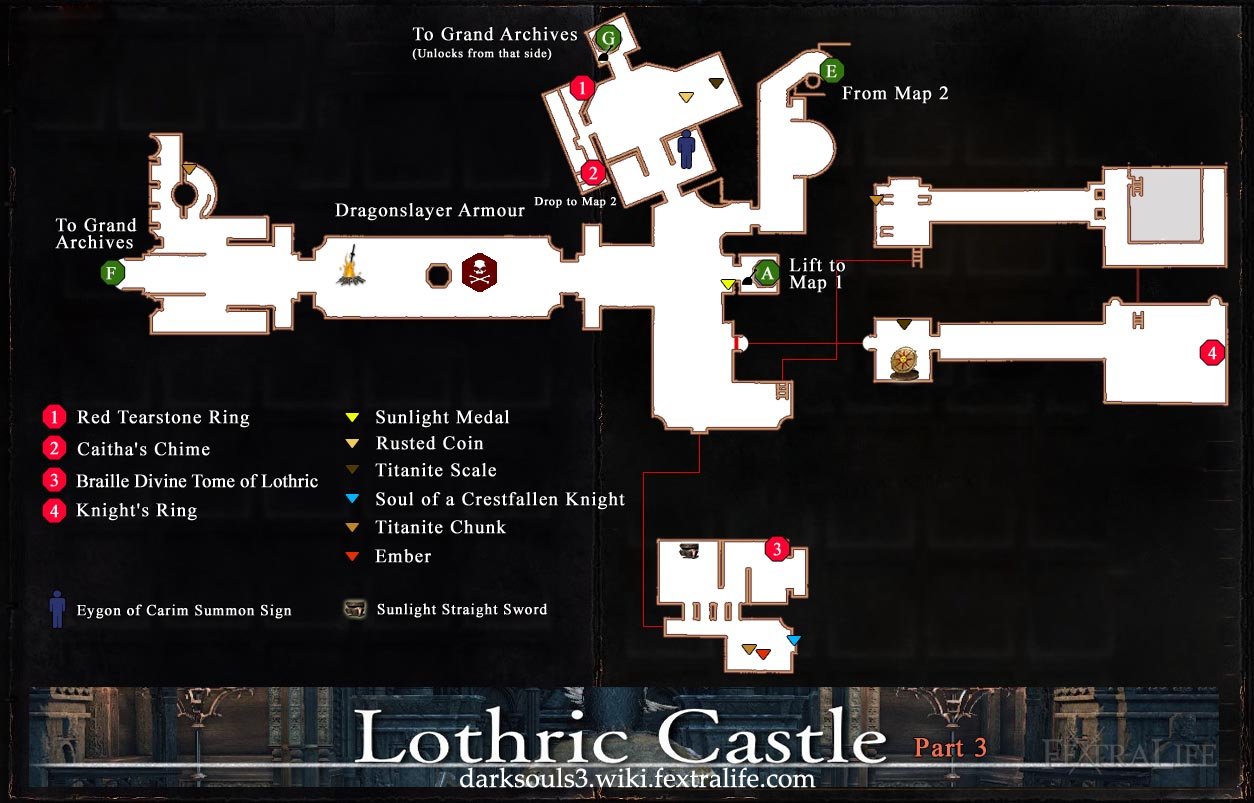 To Grand Archives
(Unlocks from that side)
G
1
E
From Map 2
2
Drop to Map 2
Dragonslayer Armour
To Grand
Archives
F
A
Lift to
Map 1
4
1 Red Tearstone Ring
2 Caitha's Chime
3 Braille Divine Tome of Lothric
4 Knight's Ring
Sunlight Medal
Rusted Coin
Titanite Scale
Soul of a Crestfallen Knight
Titanite Chunk
Ember
3
Eygon of Carim Summon Sign
Sunlight Straight Sword
Lothric Castle
Part 3
FEXTRALIFE
darksouls3.wiki.fextralife.com